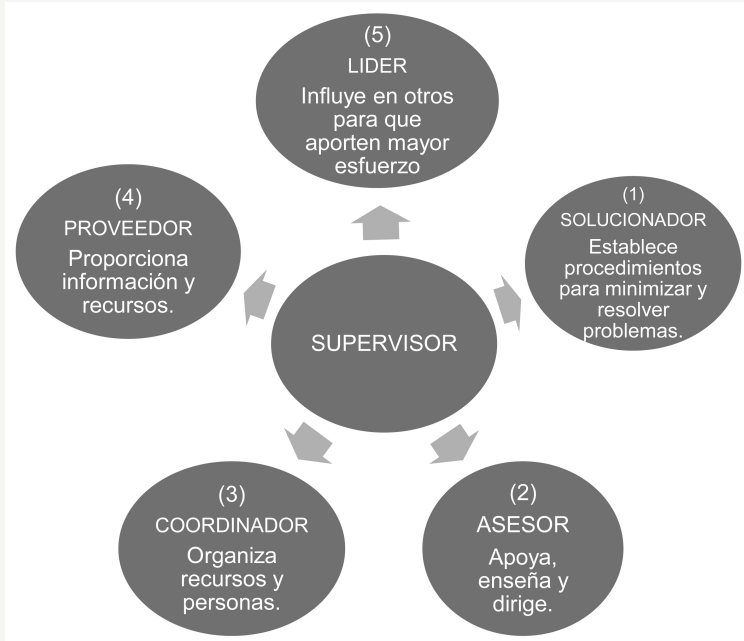 (5)
LIDER
Influye en otros
para que
aporten mayor
esfuerzo
(4)
PROVEEDOR
Proporciona
información y
recursos.
(1)
SOLUCIONADOR
Establece
procedimientos
para minimizar y
resolver
problemas.
SUPERVISOR
(3)
COORDINADOR
Organiza
recursos y
personas.
(2)
ASESOR
Apoya,
enseña y
dirige.